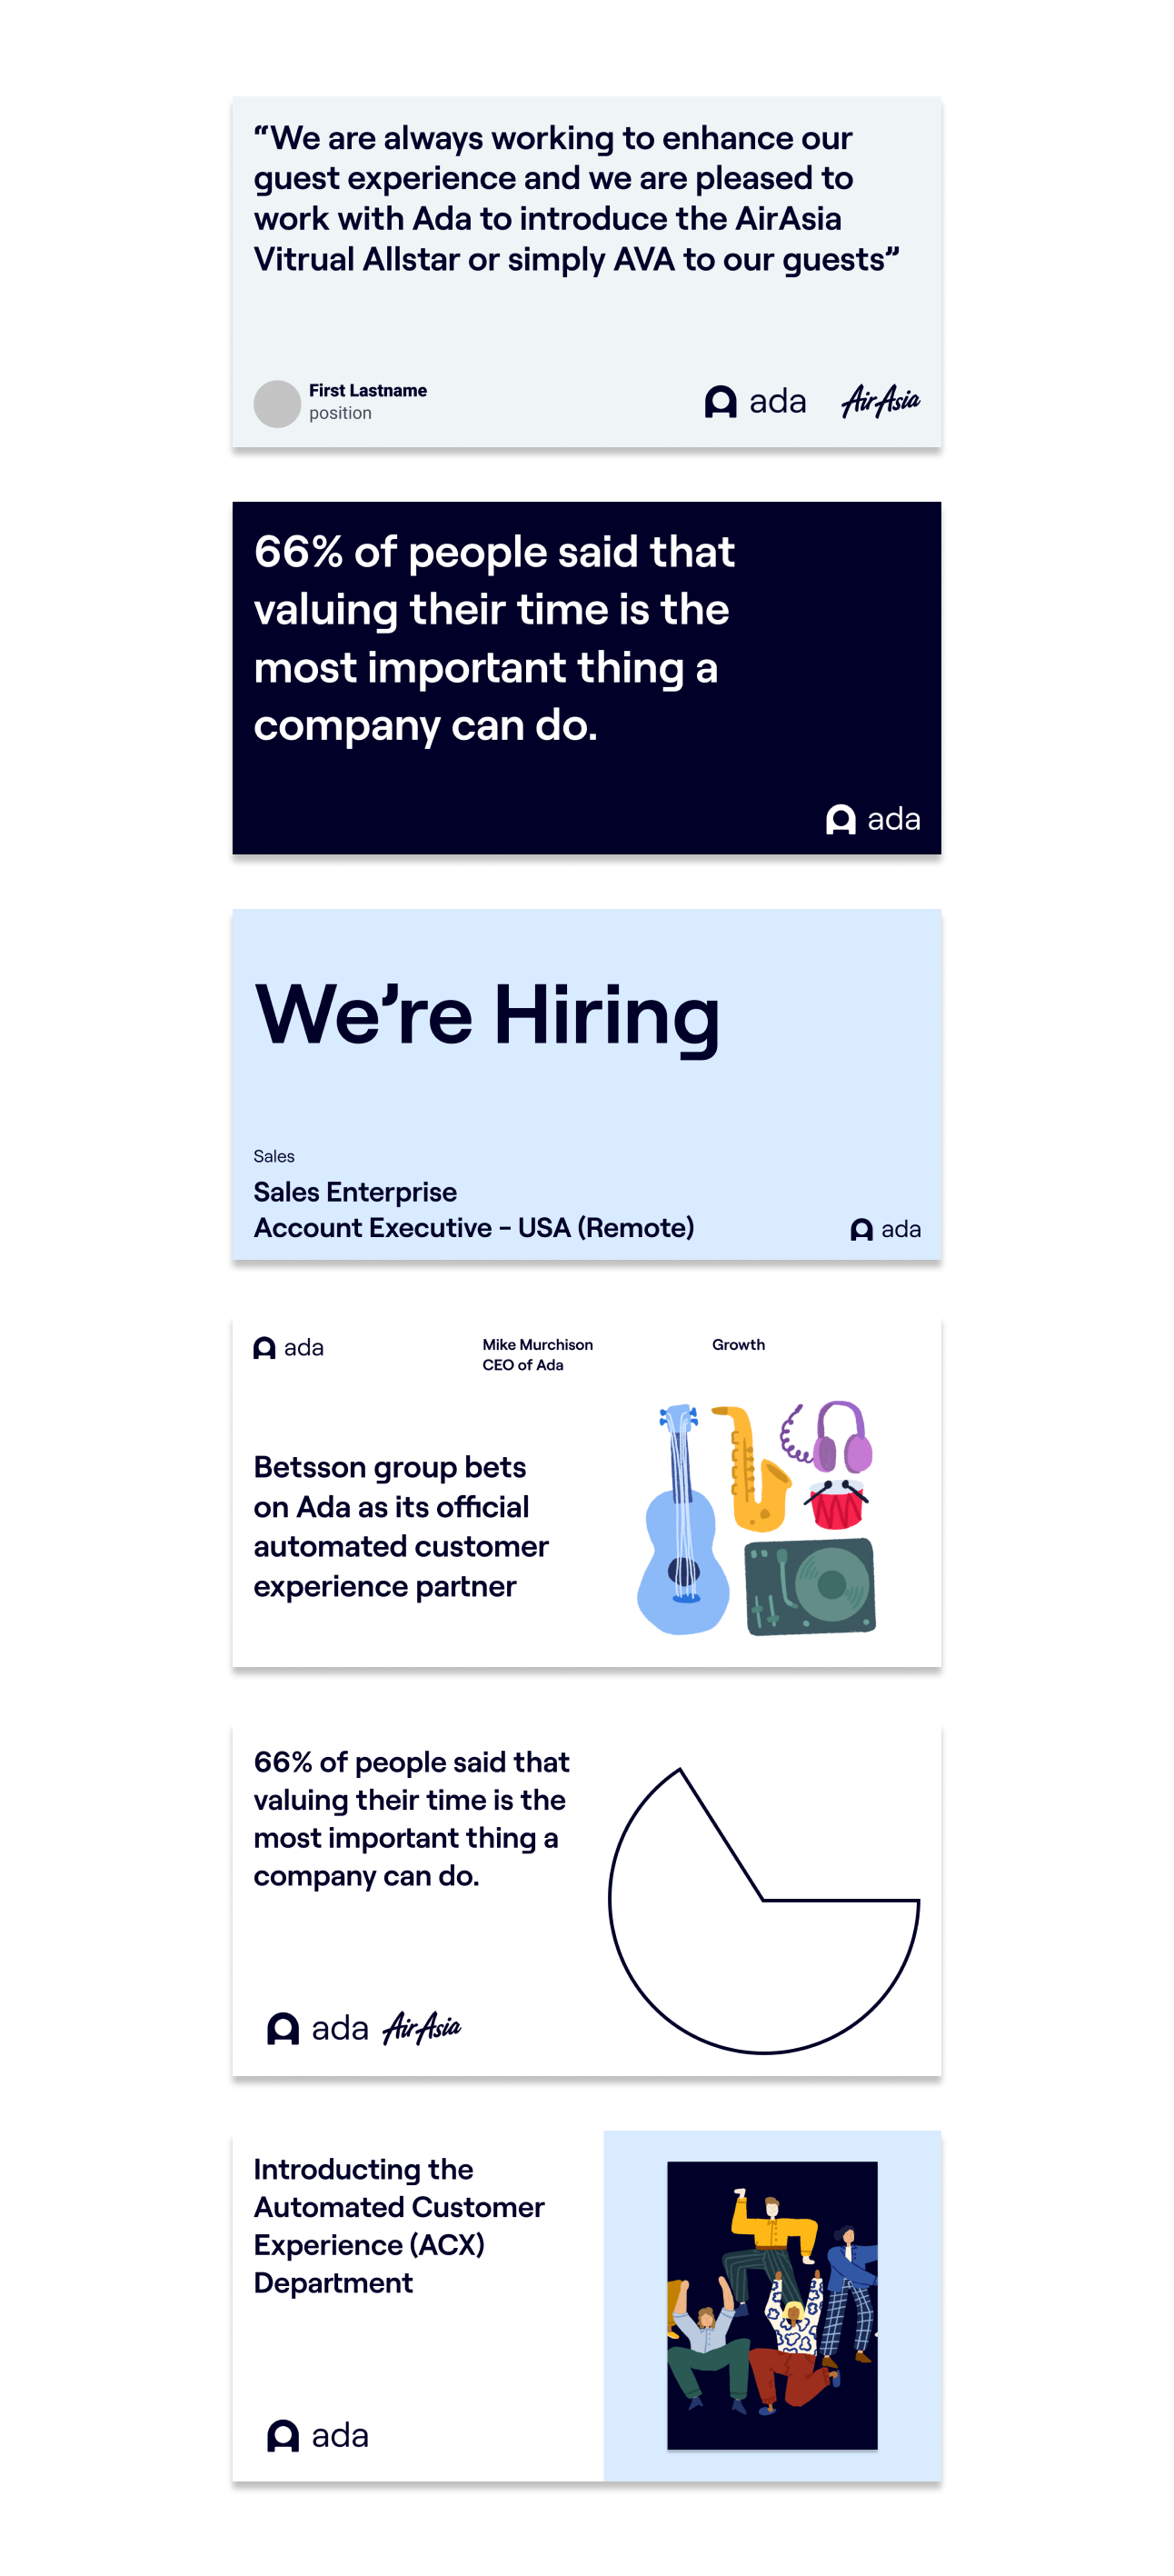 “We are always working to enhance our
guest experience and we are pleased to
work with Ada to introduce the AirAsia
Vitrual Allstar or simply AVA to our guests”
First Lastname
position
ada AirAsia
66% of people said that
valuing their time is the
most important thing a
company can do.
ada
We’re Hiring
Sales
Sales Enterprise
Account Executive – USA (Remote)
ada
ada
Mike Murchison
CEO of Ada
Growth
Betsson group bets
on Ada as its official
automated customer
experience partner
66% of people said that
valuing their time is the
most important thing a
company can do.
ada AirAsia
Introducting the
Automated Customer
Experience (ACX)
Department
ada